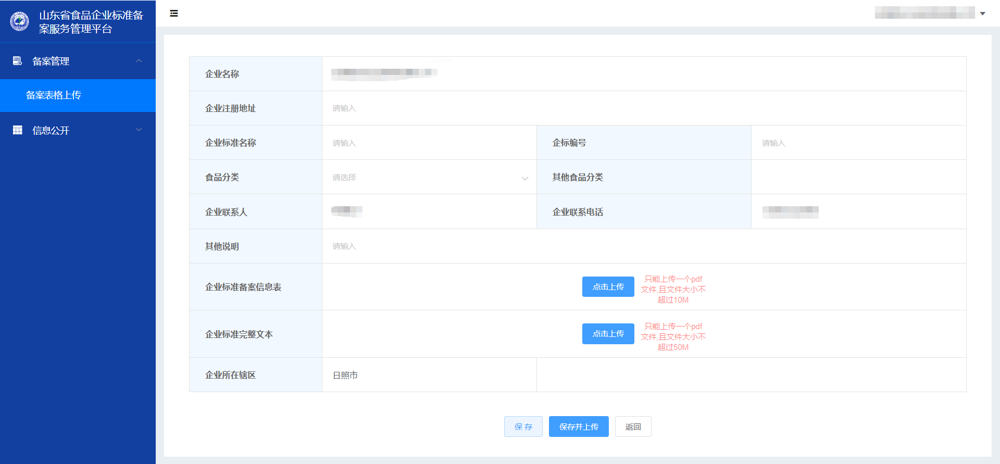 山东省食品企业标准备
案服务管理平台
备案管理
备案表格上传
信息公开
企业名称
企业注册地址
请输入
企业标准名称
请输入
企标编号
请输入
食品分类
请选择
其他食品分类
企业联系人
企业联系电话
其他说明
请输入
企业标准备案信息表
点击上传
只能上传一个pdf
文件,且文件大小不
超过10M
企业标准完整文本
点击上传
只能上传一个pdf
文件,且文件大小不
超过50M
企业所在辖区
日照市
保 存
保存并上传
返回